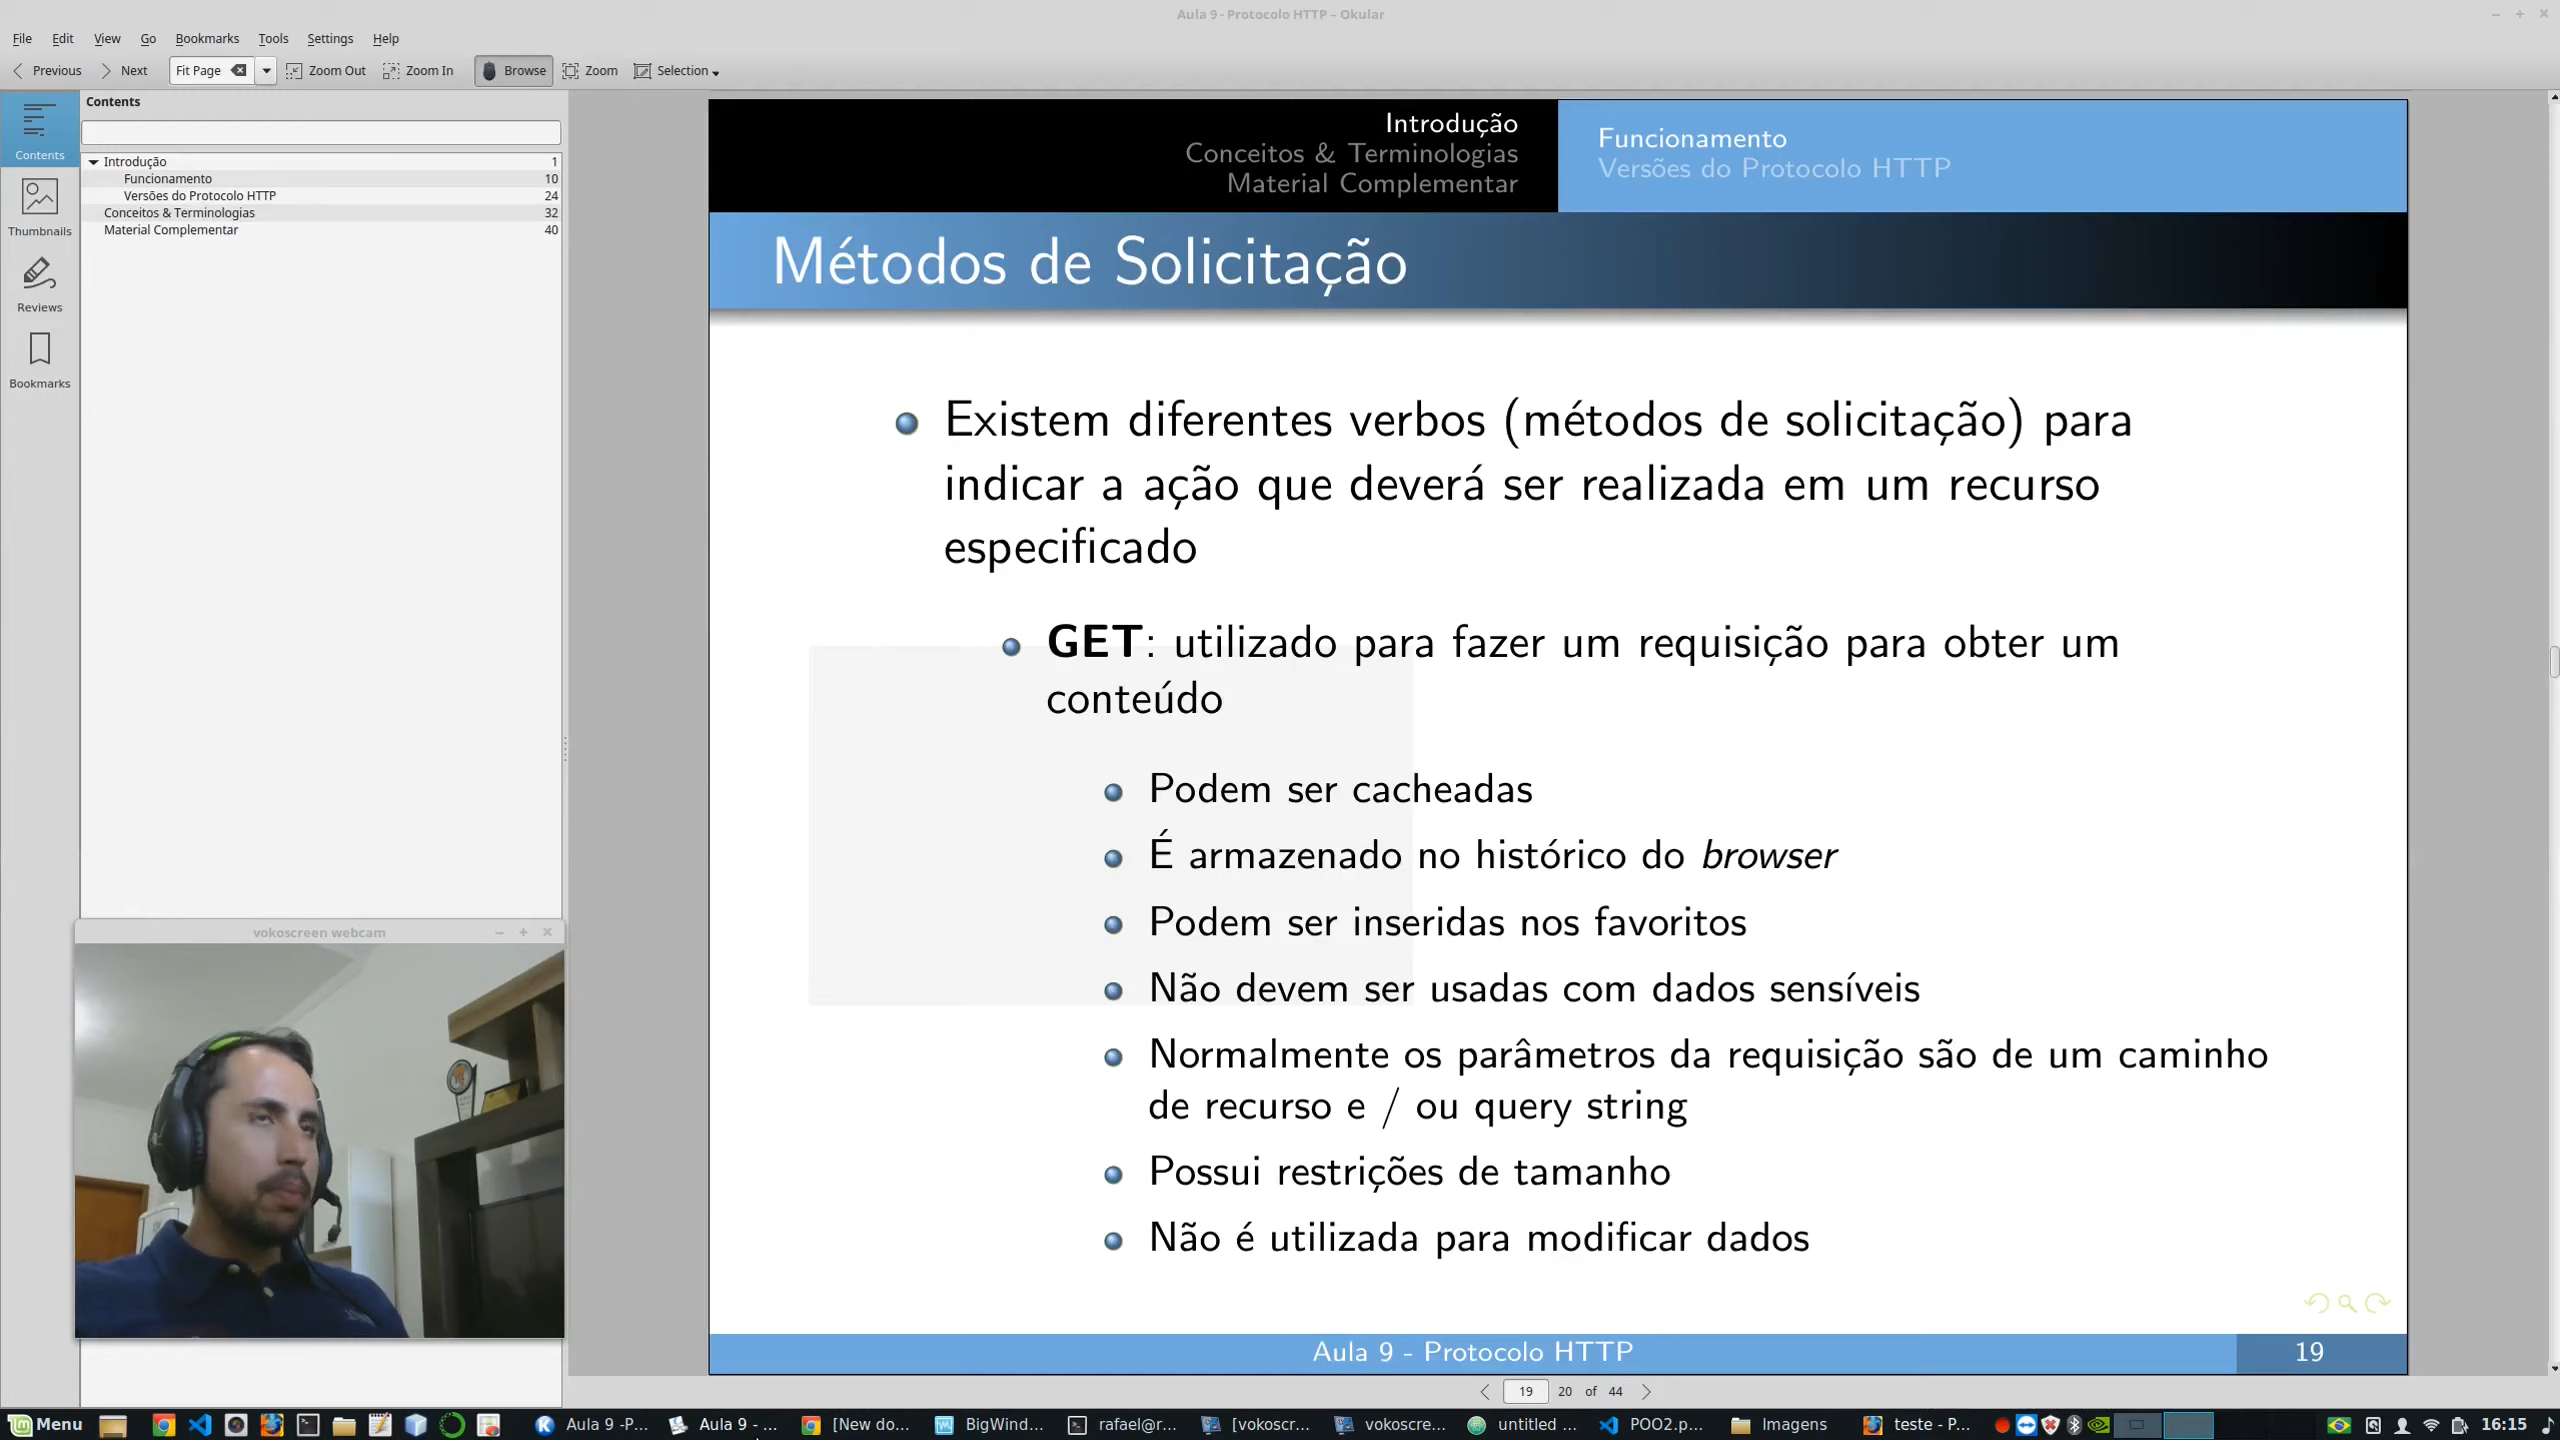 Aula 9 - Protocolo HTTP – Okular
File Edit View Go Bookmarks Tools Settings Help
Previous Next Fit Page Zoom Out Zoom In Browse Zoom Selection
Contents
Contents
Thumbnails
Reviews
Bookmarks
Introdução 1
Funcionamento 10
Versões do Protocolo HTTP 24
Conceitos & Terminologias 32
Material Complementar 40
Introdução
Conceitos & Terminologias
Material Complementar
Funcionamento
Versões do Protocolo HTTP
Métodos de Solicitação
Existem diferentes verbos (métodos de solicitação) para
indicar a ação que deverá ser realizada em um recurso
especificado
GET: utilizado para fazer um requisição para obter um
conteúdo
Podem ser cacheadas
É armazenado no histórico do browser
Podem ser inseridas nos favoritos
Não devem ser usadas com dados sensíveis
Normalmente os parâmetros da requisição são de um caminho
de recurso e / ou query string
Possui restrições de tamanho
Não é utilizada para modificar dados
Aula 9 - Protocolo HTTP
19
vokoscreen webcam
19 20 of 44
Menu Aula 9 -P... Aula 9 - ... [New do... BigWind... rafael@r... [vokoscr... vokoscre... untitled ... POO2.p... Imagens teste - P... 16:15